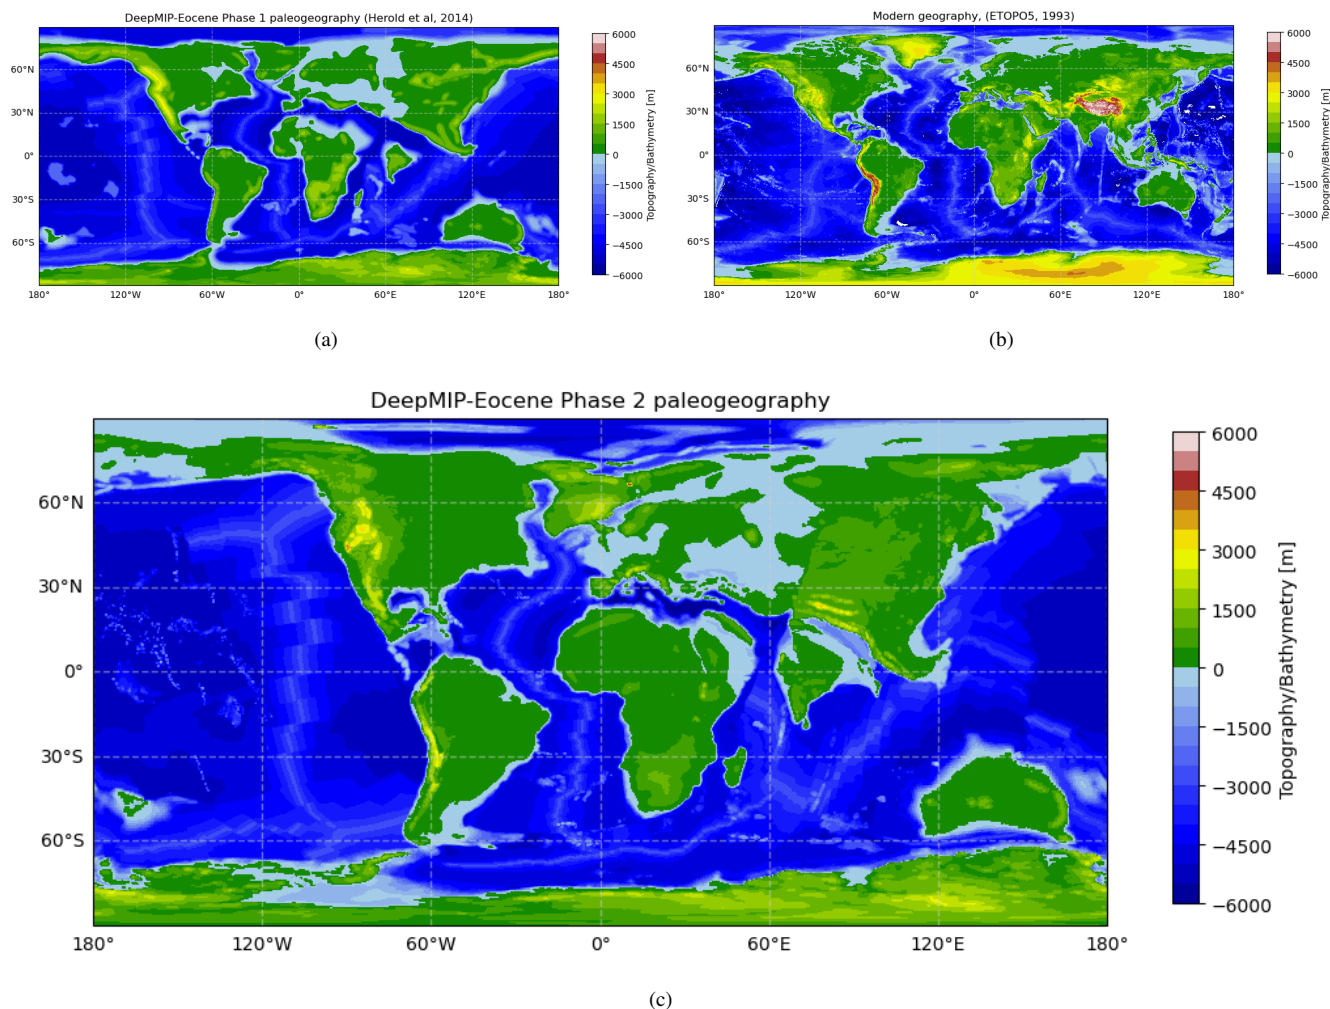 DeepMIP-Eocene Phase 1 paleogeography (Herold et al, 2014)
60°N
30°N
0°
30°S
60°S
180° 120°W 60°W 0° 60°E 120°E 180°
6000
4500
3000
1500
0
−1500
−3000
−4500
−6000
Topography/Bathymetry [m]
(a)
Modern geography, (ETOPO5, 1993)
60°N
30°N
0°
30°S
60°S
180° 120°W 60°W 0° 60°E 120°E 180°
6000
4500
3000
1500
0
−1500
−3000
−4500
−6000
Topography/Bathymetry [m]
(b)
DeepMIP-Eocene Phase 2 paleogeography
60°N
30°N
0°
30°S
60°S
180° 120°W 60°W 0° 60°E 120°E 180°
6000
4500
3000
1500
0
−1500
−3000
−4500
−6000
Topography/Bathymetry [m]
(c)